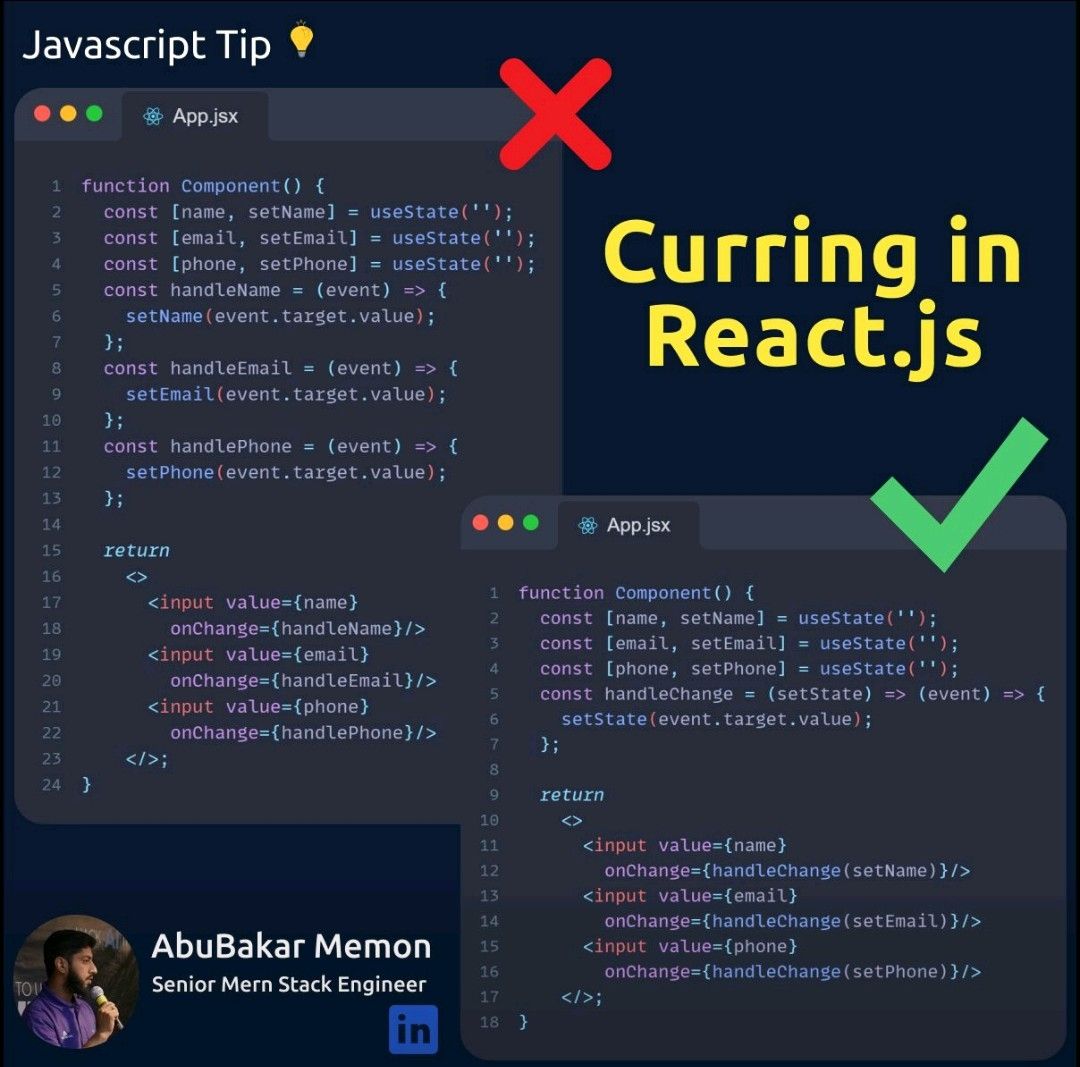 Javascript Tip
App.jsx
1 function Component() {
2 const [name, setName] = useState('');
3 const [email, setEmail] = useState('');
4 const [phone, setPhone] = useState('');
5 const handleName = (event) => {
6 setName(event.target.value);
7 };
8 const handleEmail = (event) => {
9 setEmail(event.target.value);
10 };
11 const handlePhone = (event) => {
12 setPhone(event.target.value);
13 };
14
15 return
16 <>
17 <input value={name}
18 onChange={handleName}/>
19 <input value={email}
20 onChange={handleEmail}/>
21 <input value={phone}
22 onChange={handlePhone}/>
23 </>;
24 }
Curring in
React.js
App.jsx
1 function Component() {
2 const [name, setName] = useState('');
3 const [email, setEmail] = useState('');
4 const [phone, setPhone] = useState('');
5 const handleChange = (setState) => (event) => {
6 setState(event.target.value);
7 };
8
9 return
10 <>
11 <input value={name}
12 onChange={handleChange(setName)}/>
13 <input value={email}
14 onChange={handleChange(setEmail)}/>
15 <input value={phone}
16 onChange={handleChange(setPhone)}/>
17 </>;
18 }
AbuBakar Memon
Senior Mern Stack Engineer
in